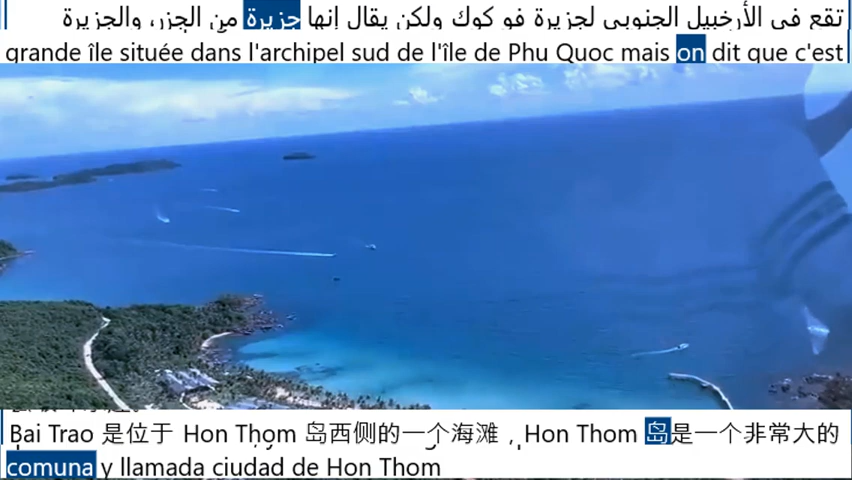 تقع في الأرخبيل الجنوبي لجزيرة فو كوك ولكن يقال إنها جزيرة من الجزر، والجزيرة
grande île située dans l'archipel sud de l'île de Phu Quoc mais on dit que c'est
Bai Trao 是位于 Hon Thom 岛西侧的一个海滩，Hon Thom 岛是一个非常大的
comuna y llamada ciudad de Hon Thom